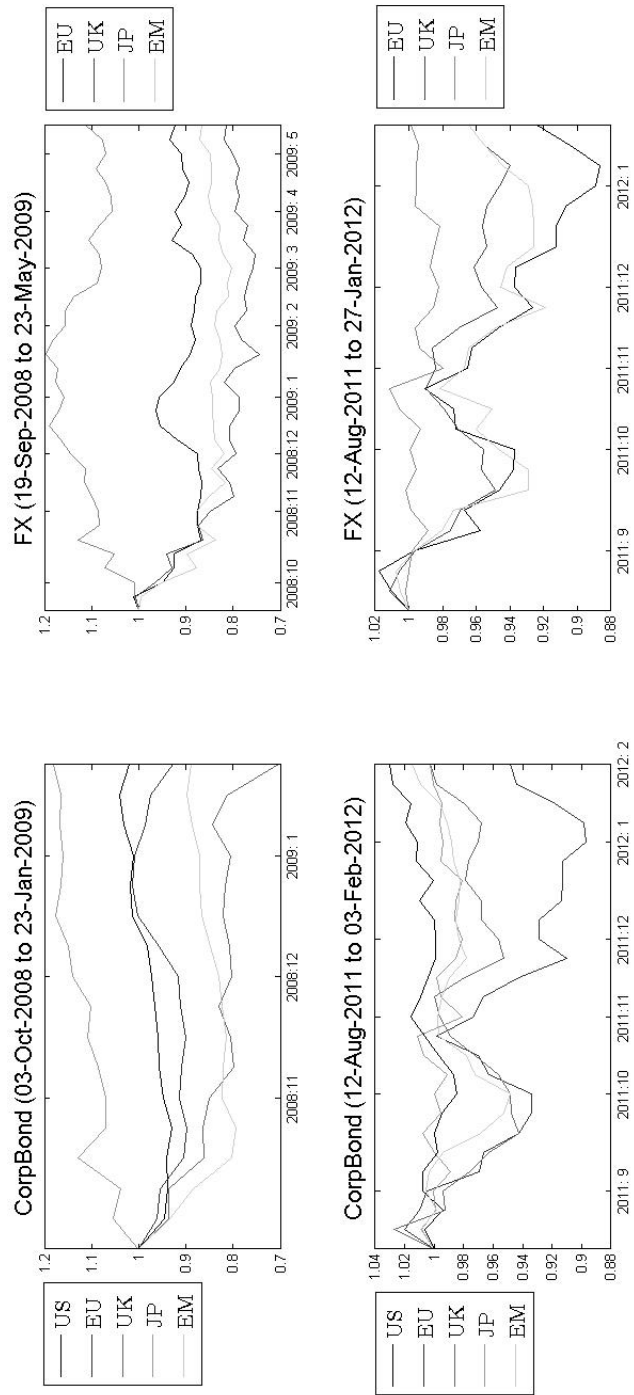 CorpBond (03-Oct-2008 to 23-Jan-2009)
US
EU
UK
JP
EM
1.2
1.1
1
0.9
0.8
0.7
2008:11
2008:12
2009: 1
FX (19-Sep-2008 to 23-May-2009)
1.2
1.1
1
0.9
0.8
0.7
2008:10
2008:11
2008:12
2009: 1
2009: 2
2009: 3
2009: 4
2009: 5
EU
UK
JP
EM
CorpBond (12-Aug-2011 to 03-Feb-2012)
US
EU
UK
JP
EM
1.04
1.02
1
0.98
0.96
0.94
0.92
0.9
0.88
2011: 9
2011:10
2011:11
2011:12
2012: 1
2012: 2
FX (12-Aug-2011 to 27-Jan-2012)
1.02
1
0.98
0.96
0.94
0.92
0.9
0.88
2011: 9
2011:10
2011:11
2011:12
2012: 1
EU
UK
JP
EM